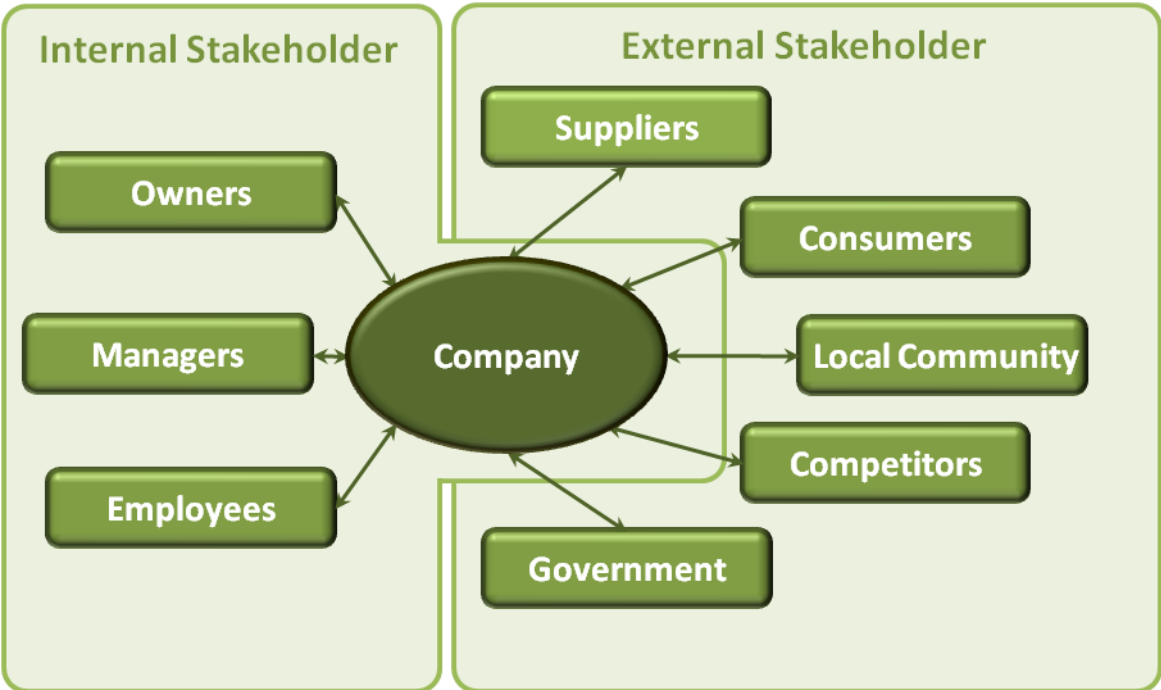 Internal Stakeholder
Owners
Managers
Employees
Company
External Stakeholder
Suppliers
Consumers
Local Community
Competitors
Government